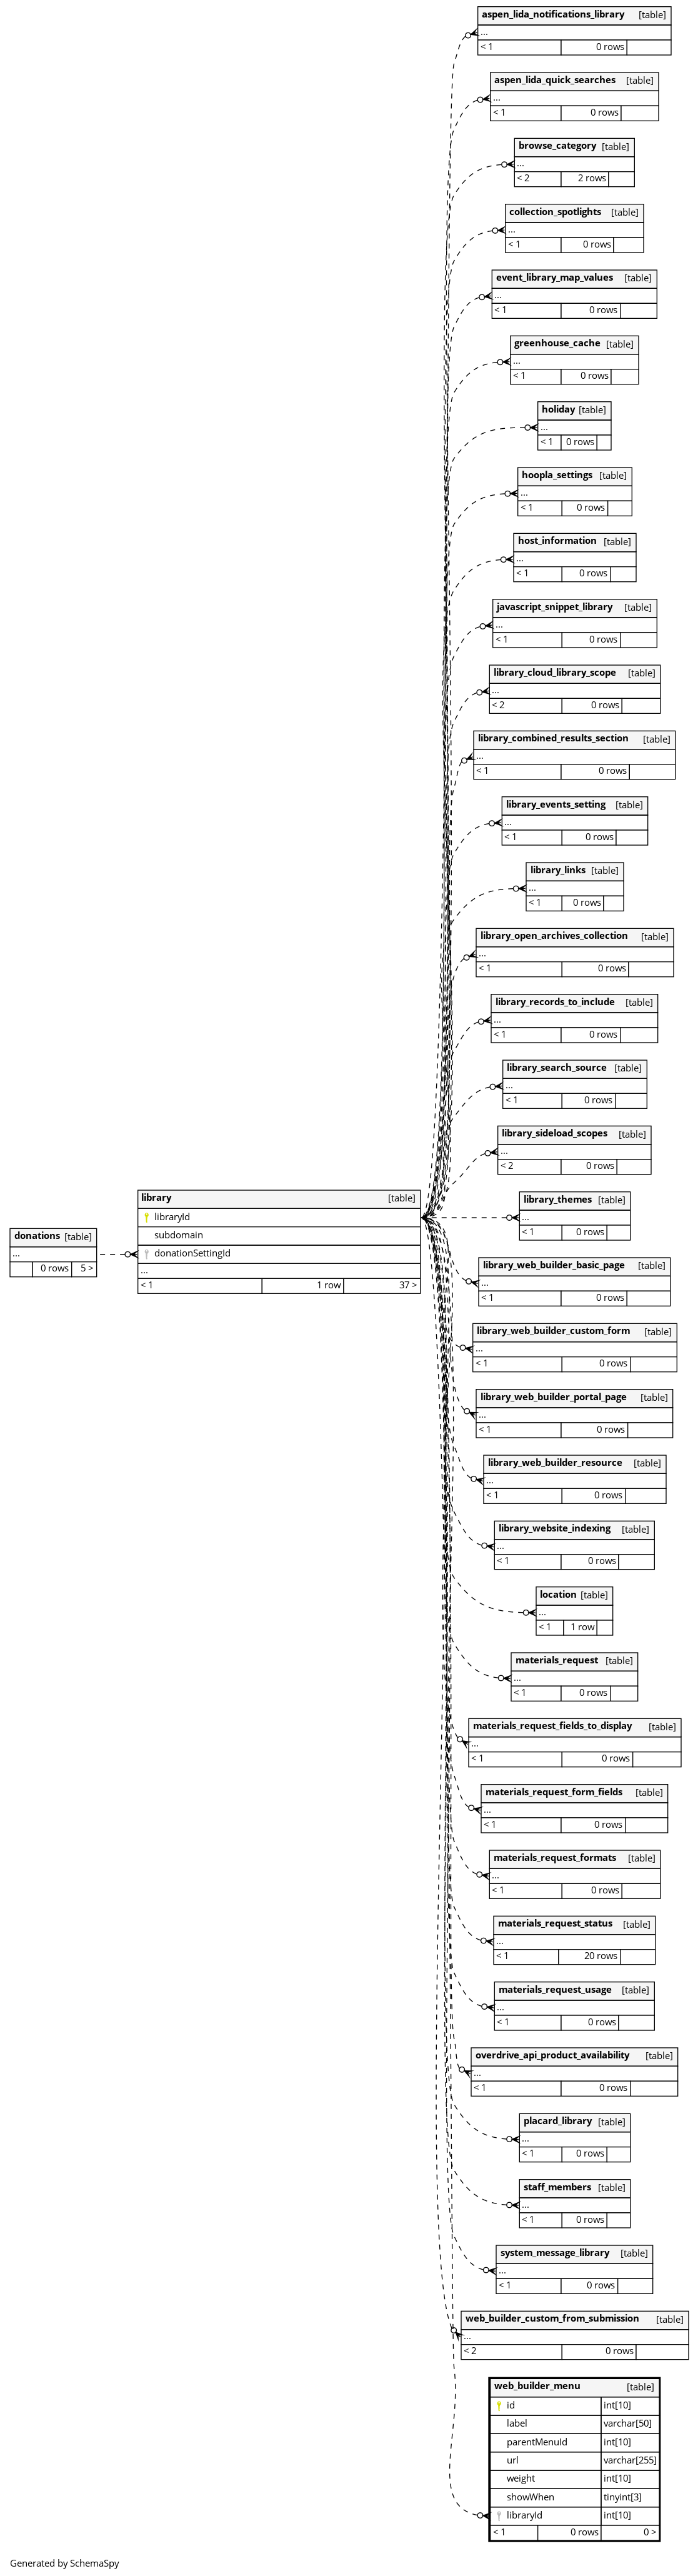 aspen_lida_notifications_library [table]
...
< 1 0 rows
aspen_lida_quick_searches [table]
...
< 1 0 rows
browse_category [table]
...
< 2 2 rows
collection_spotlights [table]
...
< 1 0 rows
event_library_map_values [table]
...
< 1 0 rows
greenhouse_cache [table]
...
< 1 0 rows
holiday [table]
...
< 1 0 rows
hoopla_settings [table]
...
< 1 0 rows
host_information [table]
...
< 1 0 rows
javascript_snippet_library [table]
...
< 1 0 rows
library_cloud_library_scope [table]
...
< 2 0 rows
library_combined_results_section [table]
...
< 1 0 rows
library_events_setting [table]
...
< 1 0 rows
library_links [table]
...
< 1 0 rows
library_open_archives_collection [table]
...
< 1 0 rows
library_records_to_include [table]
...
< 1 0 rows
library_search_source [table]
...
< 1 0 rows
library_sideload_scopes [table]
...
< 2 0 rows
donations [table]
...
0 rows 5 >
library [table]
libraryId
subdomain
donationSettingId
...
< 1 1 row 37 >
library_themes [table]
...
< 1 0 rows
library_web_builder_basic_page [table]
...
< 1 0 rows
library_web_builder_custom_form [table]
...
< 1 0 rows
library_web_builder_portal_page [table]
...
< 1 0 rows
library_web_builder_resource [table]
...
< 1 0 rows
library_website_indexing [table]
...
< 1 0 rows
location [table]
...
< 1 1 row
materials_request [table]
...
< 1 0 rows
materials_request_fields_to_display [table]
...
< 1 0 rows
materials_request_form_fields [table]
...
< 1 0 rows
materials_request_formats [table]
...
< 1 0 rows
materials_request_status [table]
...
< 1 20 rows
materials_request_usage [table]
...
< 1 0 rows
overdrive_api_product_availability [table]
...
< 1 0 rows
placard_library [table]
...
< 1 0 rows
staff_members [table]
...
< 1 0 rows
system_message_library [table]
...
< 1 0 rows
web_builder_custom_from_submission [table]
...
< 2 0 rows
web_builder_menu [table]
id int[10]
label varchar[50]
parentMenuId int[10]
url varchar[255]
weight int[10]
showWhen tinyint[3]
libraryId int[10]
< 1 0 rows 0 >
Generated by SchemaSpy